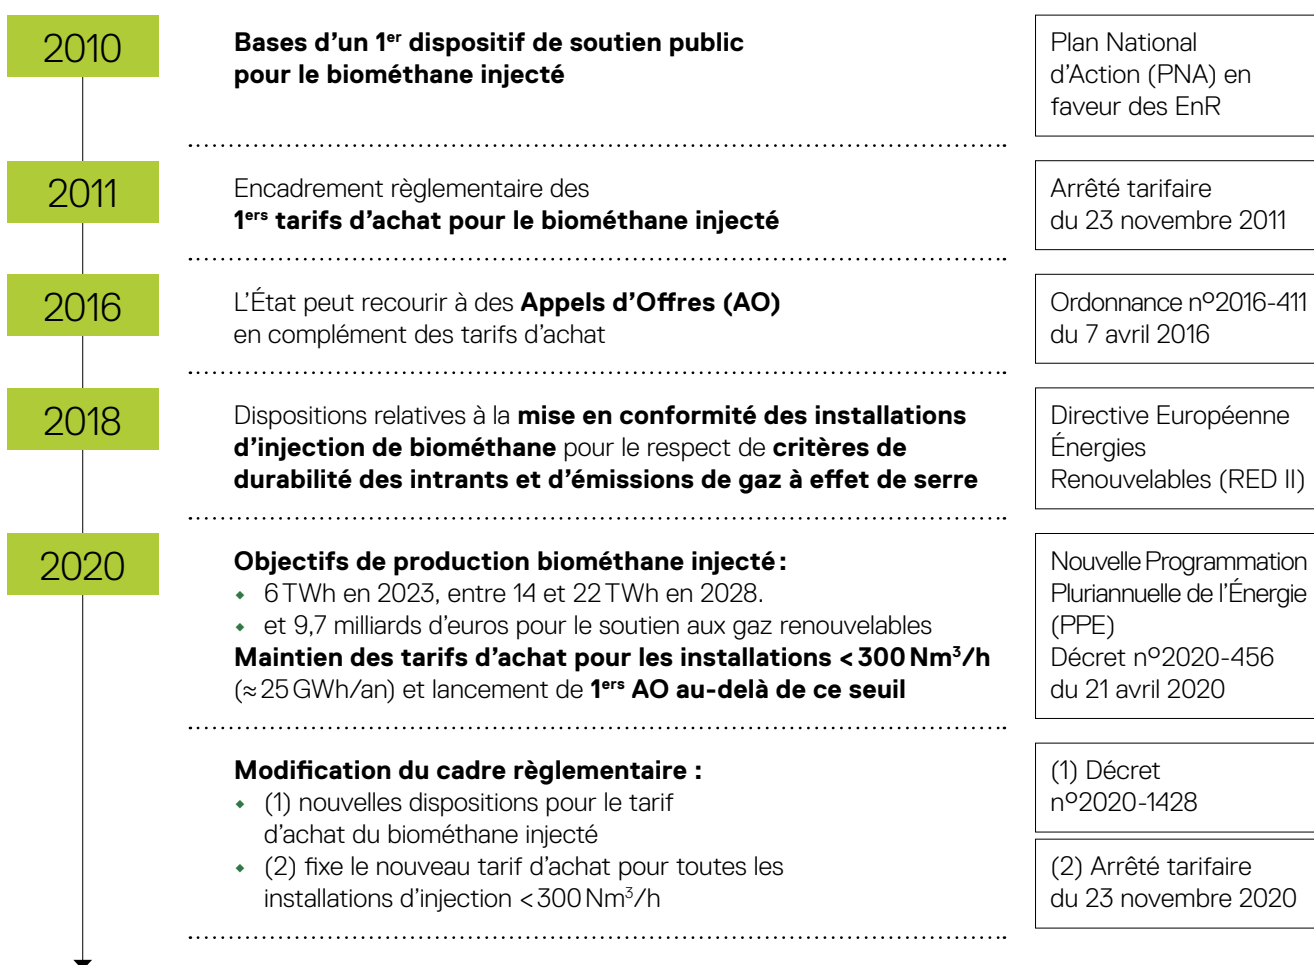 2010
Bases d’un 1er dispositif de soutien public
pour le biométhane injecté
Plan National
d’Action (PNA) en
faveur des EnR
2011
Encadrement règlementaire des
1ers tarifs d’achat pour le biométhane injecté
Arrêté tarifaire
du 23 novembre 2011
2016
L’État peut recourir à des Appels d’Offres (AO)
en complément des tarifs d’achat
Ordonnance nº2016-411
du 7 avril 2016
2018
Dispositions relatives à la mise en conformité des installations
d’injection de biométhane pour le respect de critères de
durabilité des intrants et d’émissions de gaz à effet de serre
Directive Européenne
Énergies
Renouvelables (RED II)
2020
Objectifs de production biométhane injecté :
• 6 TWh en 2023, entre 14 et 22 TWh en 2028.
• et 9,7 milliards d’euros pour le soutien aux gaz renouvelables
Maintien des tarifs d’achat pour les installations < 300 Nm³/h
(≈ 25 GWh/an) et lancement de 1ers AO au-delà de ce seuil
Nouvelle Programmation
Pluriannuelle de l’Énergie
(PPE)
Décret nº2020-456
du 21 avril 2020
Modification du cadre règlementaire :
• (1) nouvelles dispositions pour le tarif
d’achat du biométhane injecté
• (2) fixe le nouveau tarif d’achat pour toutes les
installations d’injection < 300 Nm³/h
(1) Décret
nº2020-1428
(2) Arrêté tarifaire
du 23 novembre 2020